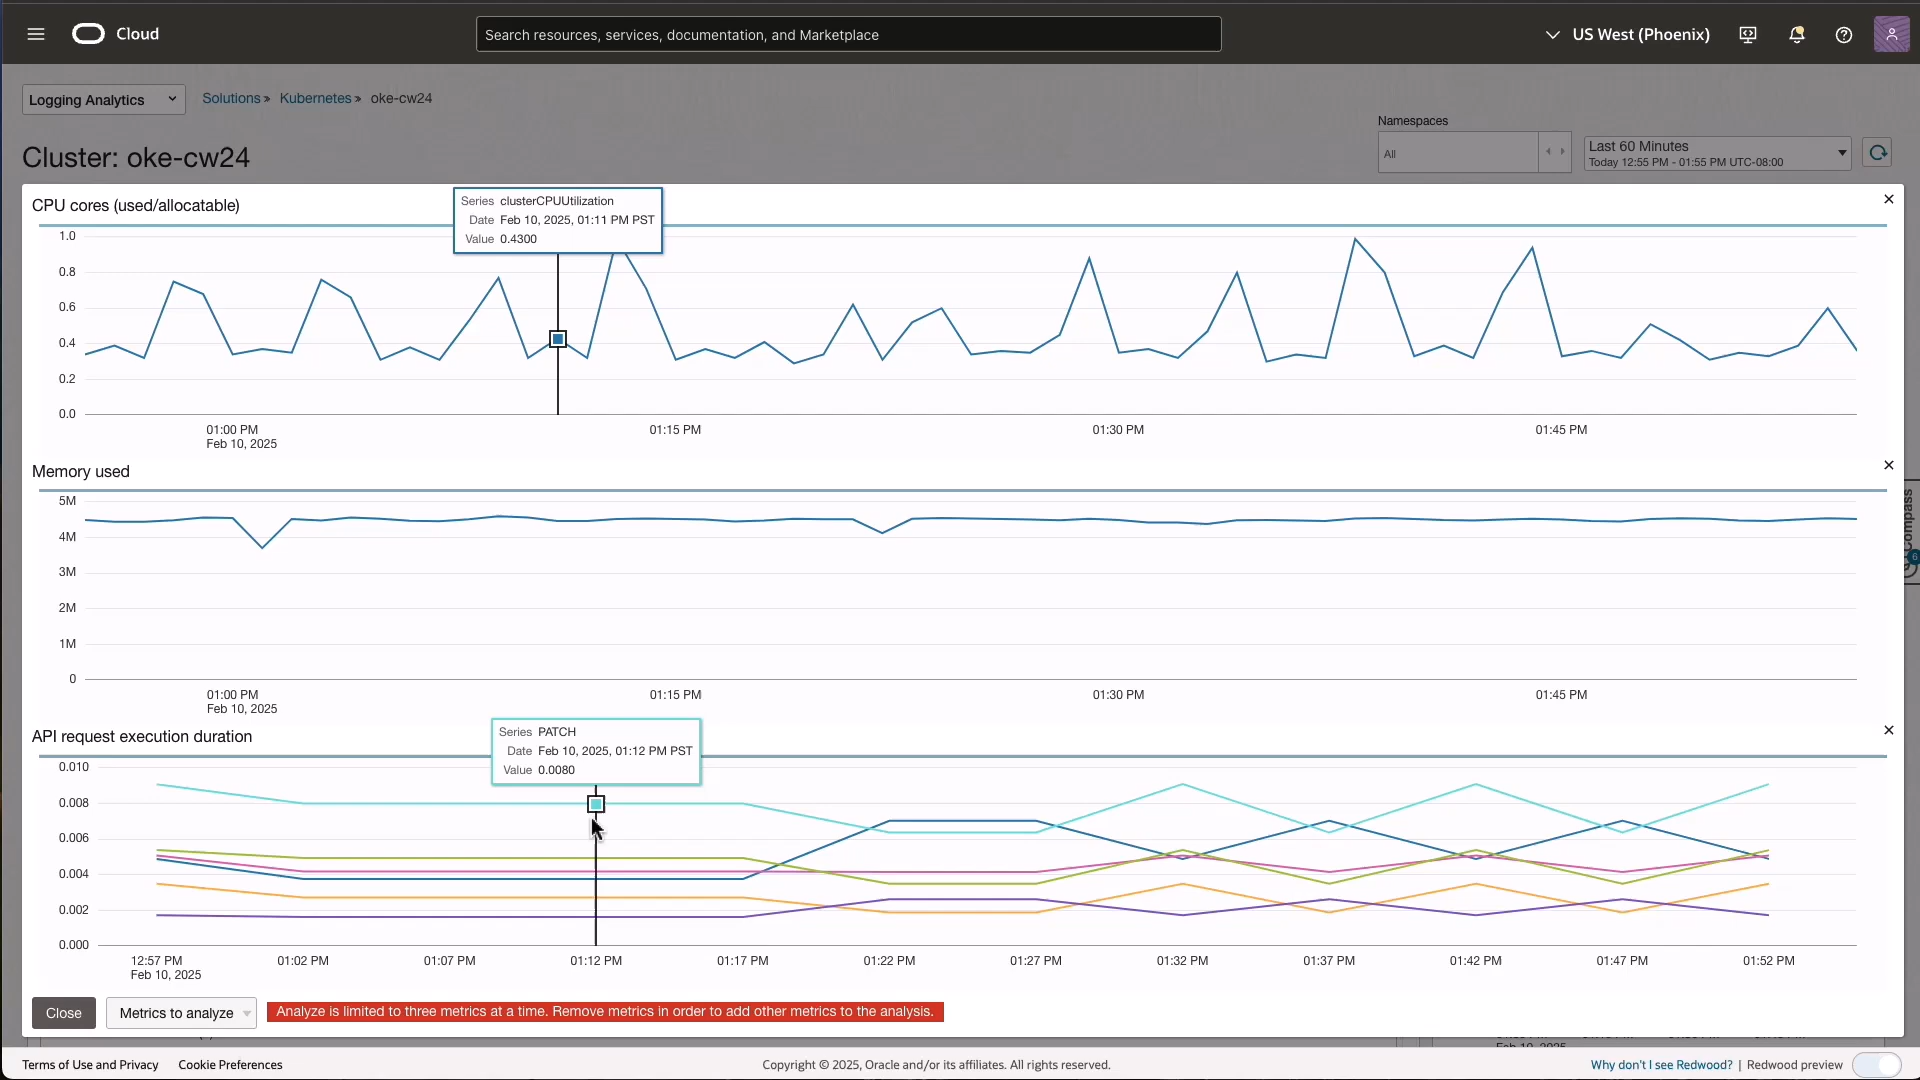 Cloud
Search resources, services, documentation, and Marketplace
US West (Phoenix)
Logging Analytics
Solutions » Kubernetes » oke-cw24
Cluster: oke-cw24
Namespaces
All
Last 60 Minutes
Today 12:55 PM - 01:55 PM UTC-08:00
CPU cores (used/allocatable)
Series clusterCPUUtilization
Date Feb 10, 2025, 01:11 PM PST
Value 0.4300
1.0
0.8
0.6
0.4
0.2
0.0
01:00 PM 01:15 PM 01:30 PM 01:45 PM
Feb 10, 2025
Memory used
5M
4M
3M
2M
1M
0
01:00 PM 01:15 PM 01:30 PM 01:45 PM
Feb 10, 2025
Compass
6
API request execution duration
Series PATCH
Date Feb 10, 2025, 01:12 PM PST
Value 0.0080
0.010
0.008
0.006
0.004
0.002
0.000
12:57 PM 01:02 PM 01:07 PM 01:12 PM 01:17 PM 01:22 PM 01:27 PM 01:32 PM 01:37 PM 01:42 PM 01:47 PM 01:52 PM
Feb 10, 2025
Close
Metrics to analyze
Analyze is limited to three metrics at a time. Remove metrics in order to add other metrics to the analysis.
Terms of Use and Privacy Cookie Preferences
Copyright © 2025, Oracle and/or its affiliates. All rights reserved.
Why don't I see Redwood? | Redwood preview